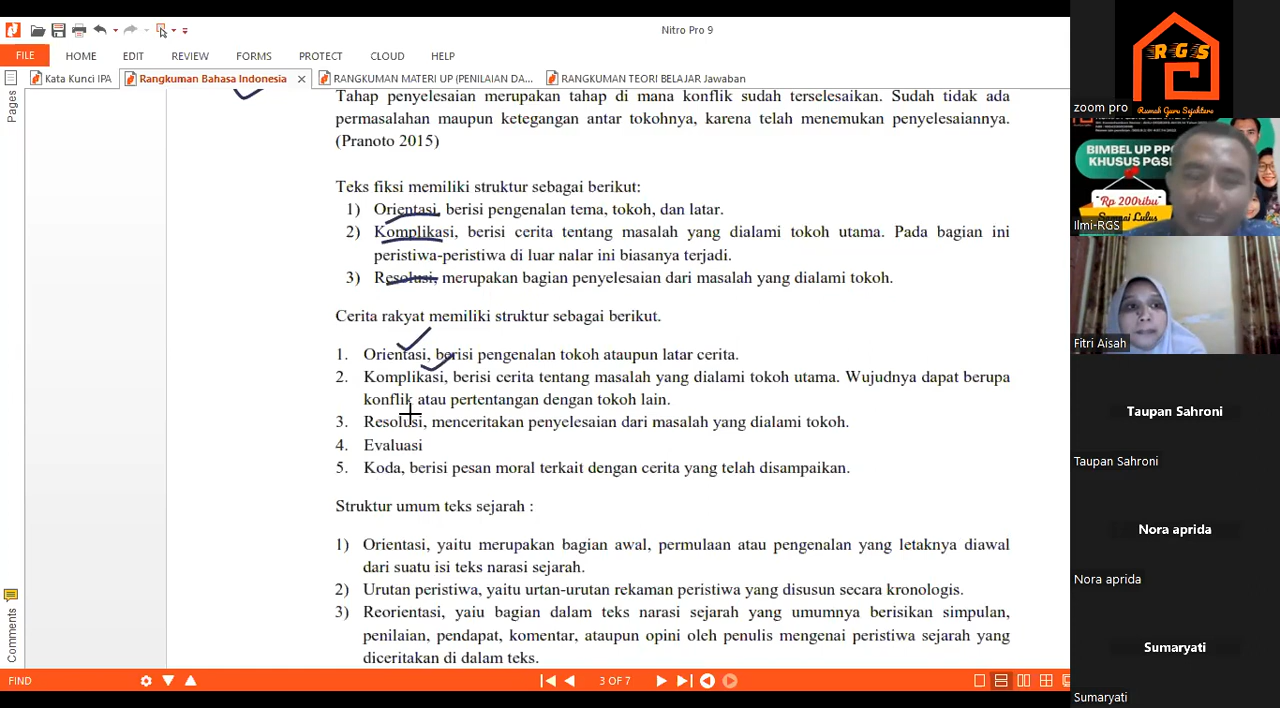 Nitro Pro 9
FILE HOME EDIT REVIEW FORMS PROTECT CLOUD HELP
Kata Kunci IPA Rangkuman Bahasa Indonesia RANGKUMAN MATERI UP (PENILAIAN DA... RANGKUMAN TEORI BELAJAR Jawaban
Pages
Tahap penyelesaian merupakan tahap di mana konflik sudah terselesaikan. Sudah tidak ada
permasalahan maupun ketegangan antar tokohnya, karena telah menemukan penyelesaiannya.
(Pranoto 2015)
Teks fiksi memiliki struktur sebagai berikut:
1) Orientasi, berisi pengenalan tema, tokoh, dan latar.
2) Komplikasi, berisi cerita tentang masalah yang dialami tokoh utama. Pada bagian ini
peristiwa-peristiwa di luar nalar ini biasanya terjadi.
3) Resolusi, merupakan bagian penyelesaian dari masalah yang dialami tokoh.
Cerita rakyat memiliki struktur sebagai berikut.
1. Orientasi, berisi pengenalan tokoh ataupun latar cerita.
2. Komplikasi, berisi cerita tentang masalah yang dialami tokoh utama. Wujudnya dapat berupa
konflik atau pertentangan dengan tokoh lain.
3. Resolusi, menceritakan penyelesaian dari masalah yang dialami tokoh.
4. Evaluasi
5. Koda, berisi pesan moral terkait dengan cerita yang telah disampaikan.
Struktur umum teks sejarah :
1) Orientasi, yaitu merupakan bagian awal, permulaan atau pengenalan yang letaknya diawal
dari suatu isi teks narasi sejarah.
2) Urutan peristiwa, yaitu urtan-urutan rekaman peristiwa yang disusun secara kronologis.
3) Reorientasi, yaiu bagian dalam teks narasi sejarah yang umumnya berisikan simpulan,
penilaian, pendapat, komentar, ataupun opini oleh penulis mengenai peristiwa sejarah yang
diceritakan di dalam teks.
Comments
FIND
3 OF 7
RGS
Rumah Guru Sejahtera
zoom pro
BIMBEL UP PPG
KHUSUS PGSD
Rp 200ribu
Sampai Lulus
Ilmi-RGS
Fitri Aisah
Taupan Sahroni
Taupan Sahroni
Nora aprida
Nora aprida
Sumaryati
Sumaryati